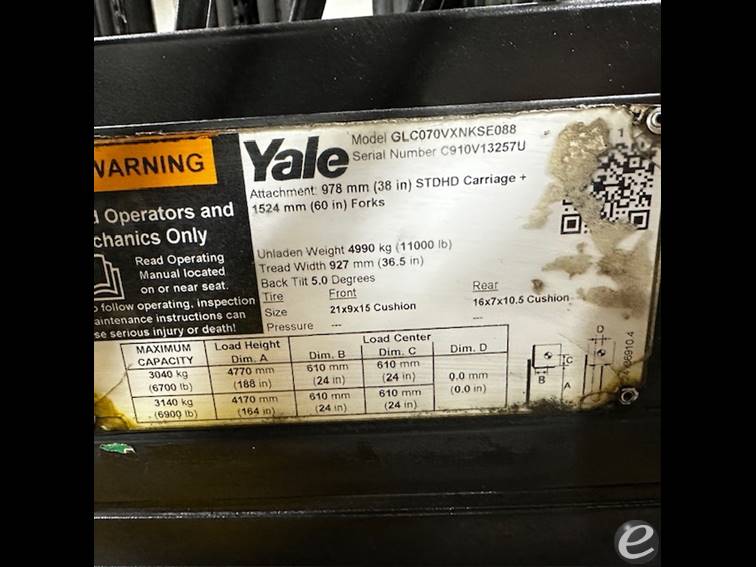 WARNING
Operators and
chanics Only
Read Operating
Manual located
on or near seat.
follow operating, inspection
aintenance instructions can
se serious injury or death!
Yale
Model GLC070VXNKSE088
Serial Number C910V13257U
Attachment: 978 mm (38 in) STDHD Carriage +
1524 mm (60 in) Forks
Unladen Weight 4990 kg (11000 lb)
Tread Width 927 mm (36.5 in)
Back Tilt 5.0 Degrees
Tire Front Rear
Size 21x9x15 Cushion 16x7x10.5 Cushion
Pressure --- ---
MAXIMUM CAPACITY Load Height Dim. A Load Center
Dim. B Dim. C Dim. D
3040 kg 4770 mm 610 mm 610 mm 0.0 mm
(6700 lb) (188 in) (24 in) (24 in) (0.0 in)
3140 kg 4170 mm 610 mm 610 mm
(6900 lb) (164 in) (24 in) (24 in)
D
C
B
A
1
e